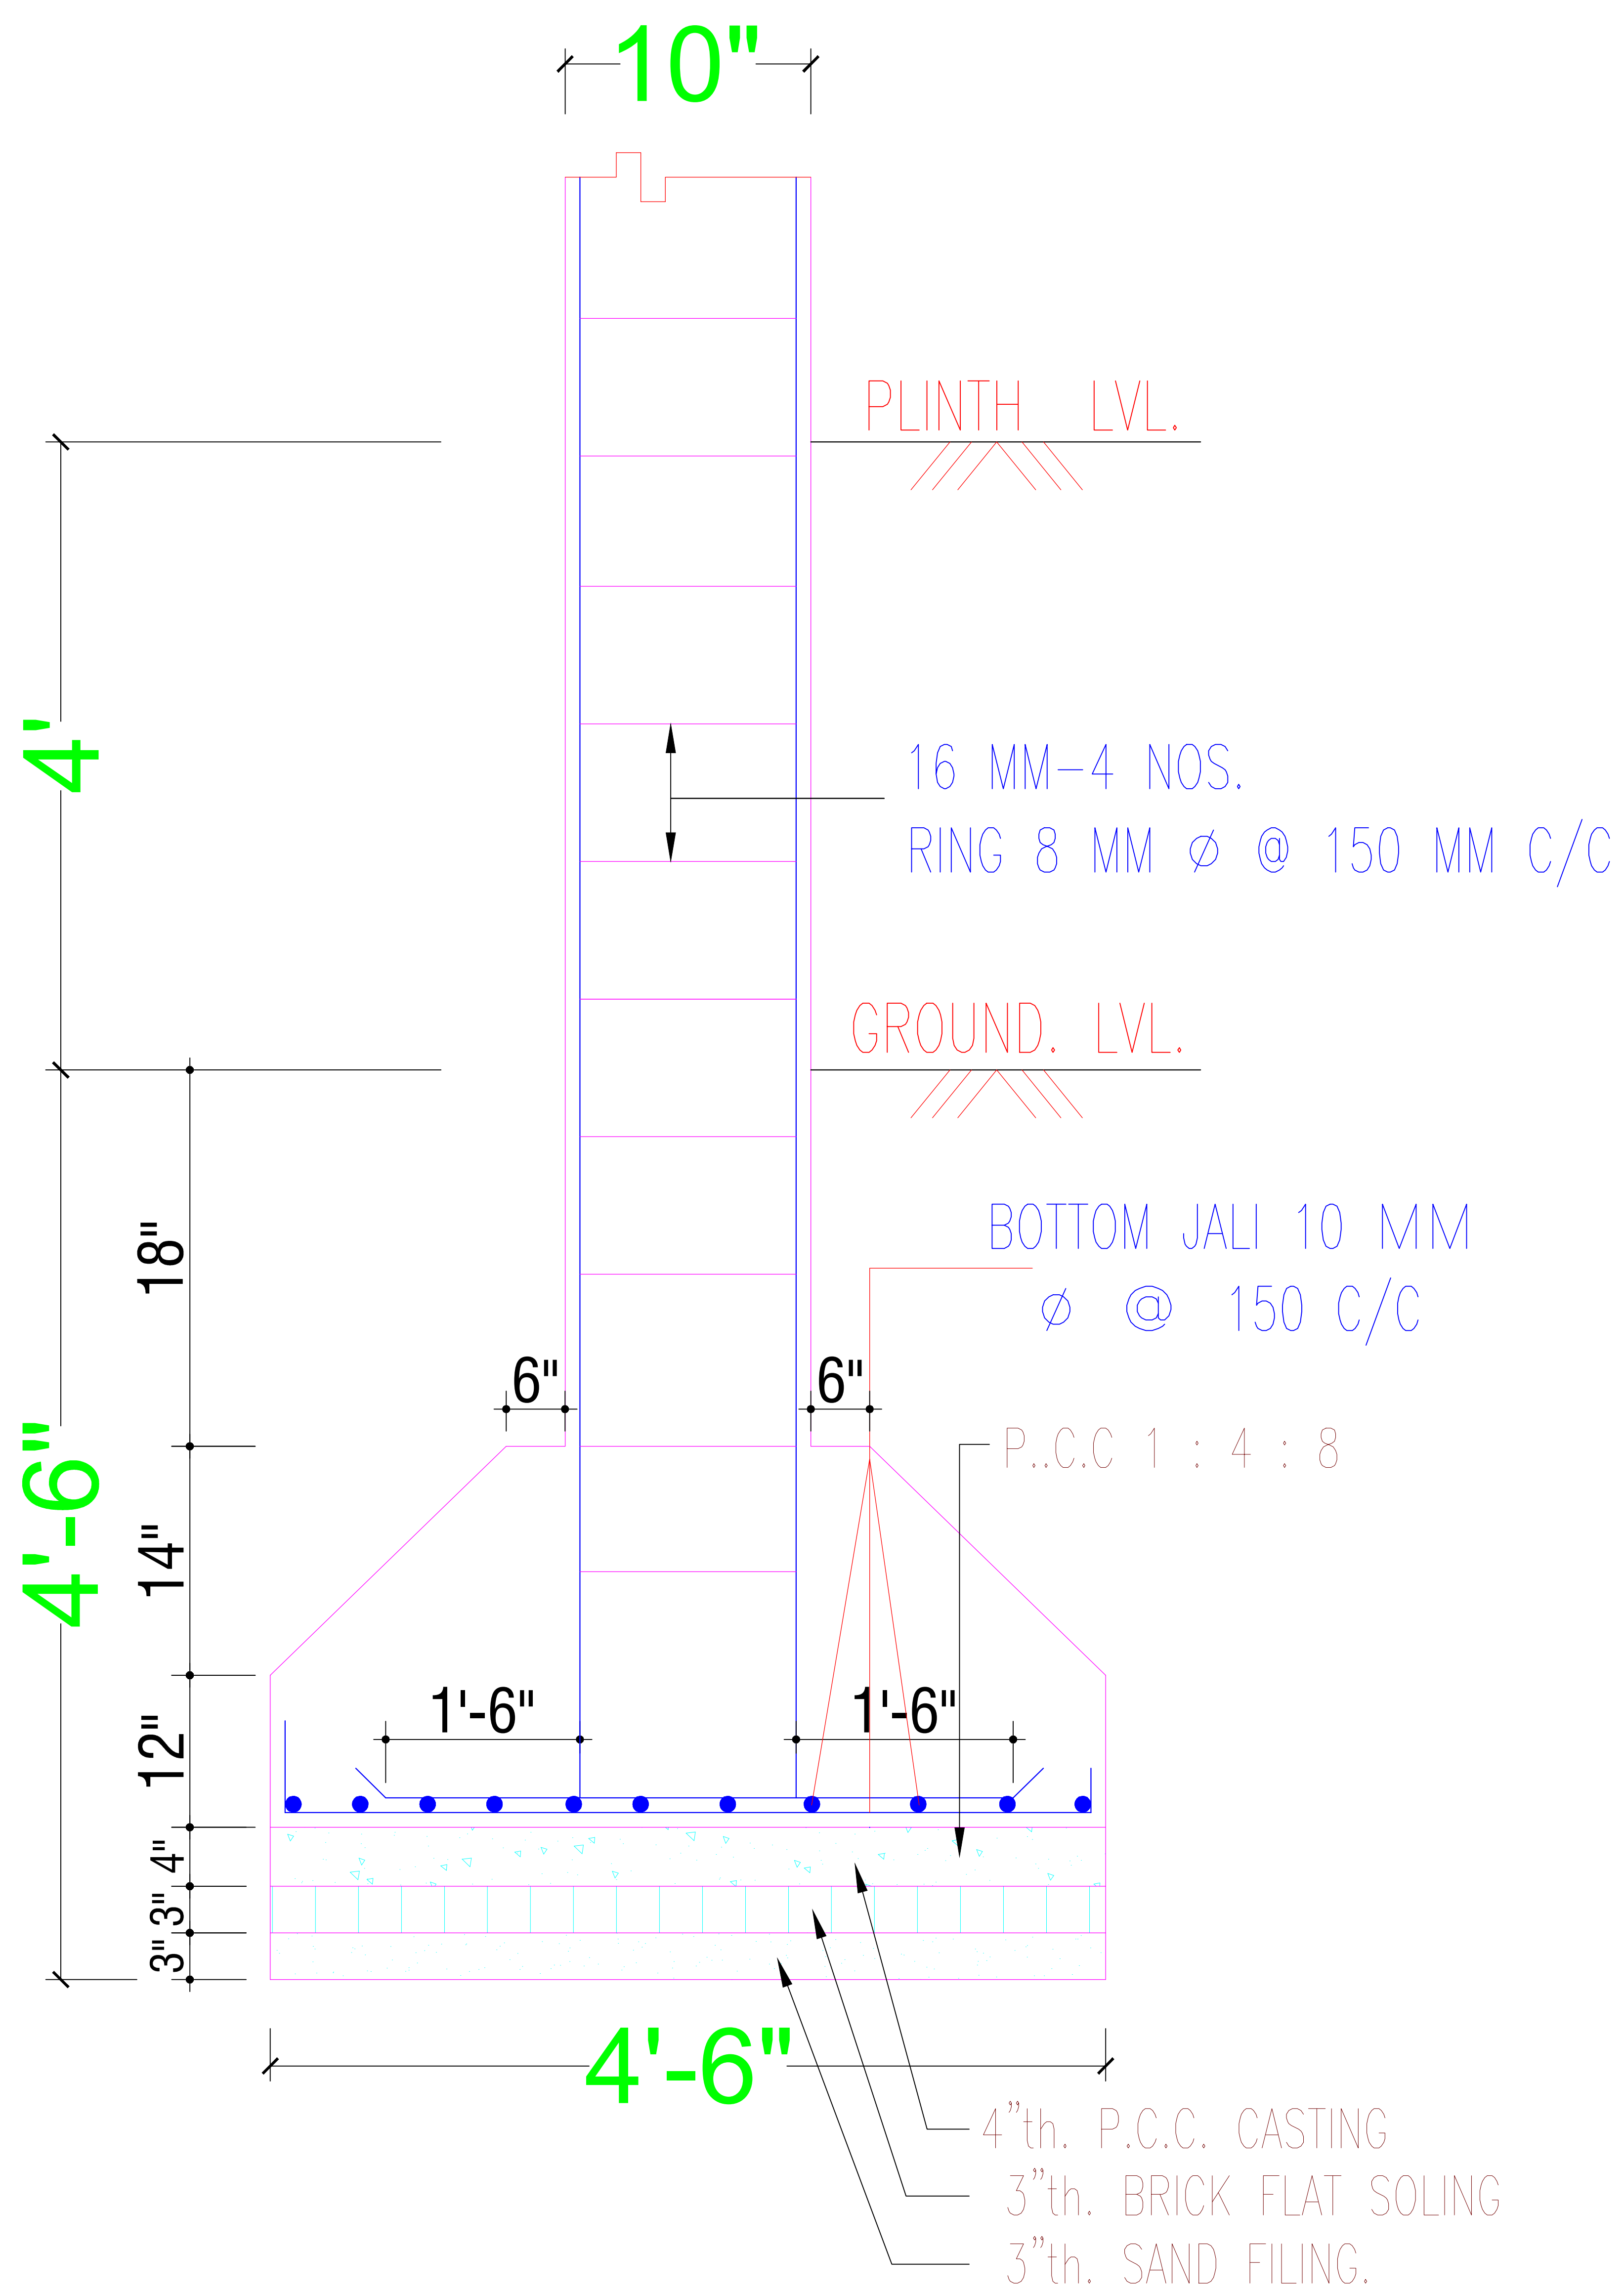 10"
PLINTH LVL.
4'
16 MM-4 NOS.
RING 8 MM Ø @ 150 MM C/C
GROUND. LVL.
18"
BOTTOM JALI 10 MM
Ø @ 150 C/C
6"
6"
P..C.C 1 : 4 : 8
4'-6"
14"
1'-6"
1'-6"
12"
4"
3"
3"
4'-6"
4"th. P.C.C. CASTING
3"th. BRICK FLAT SOLING
3"th. SAND FILING.